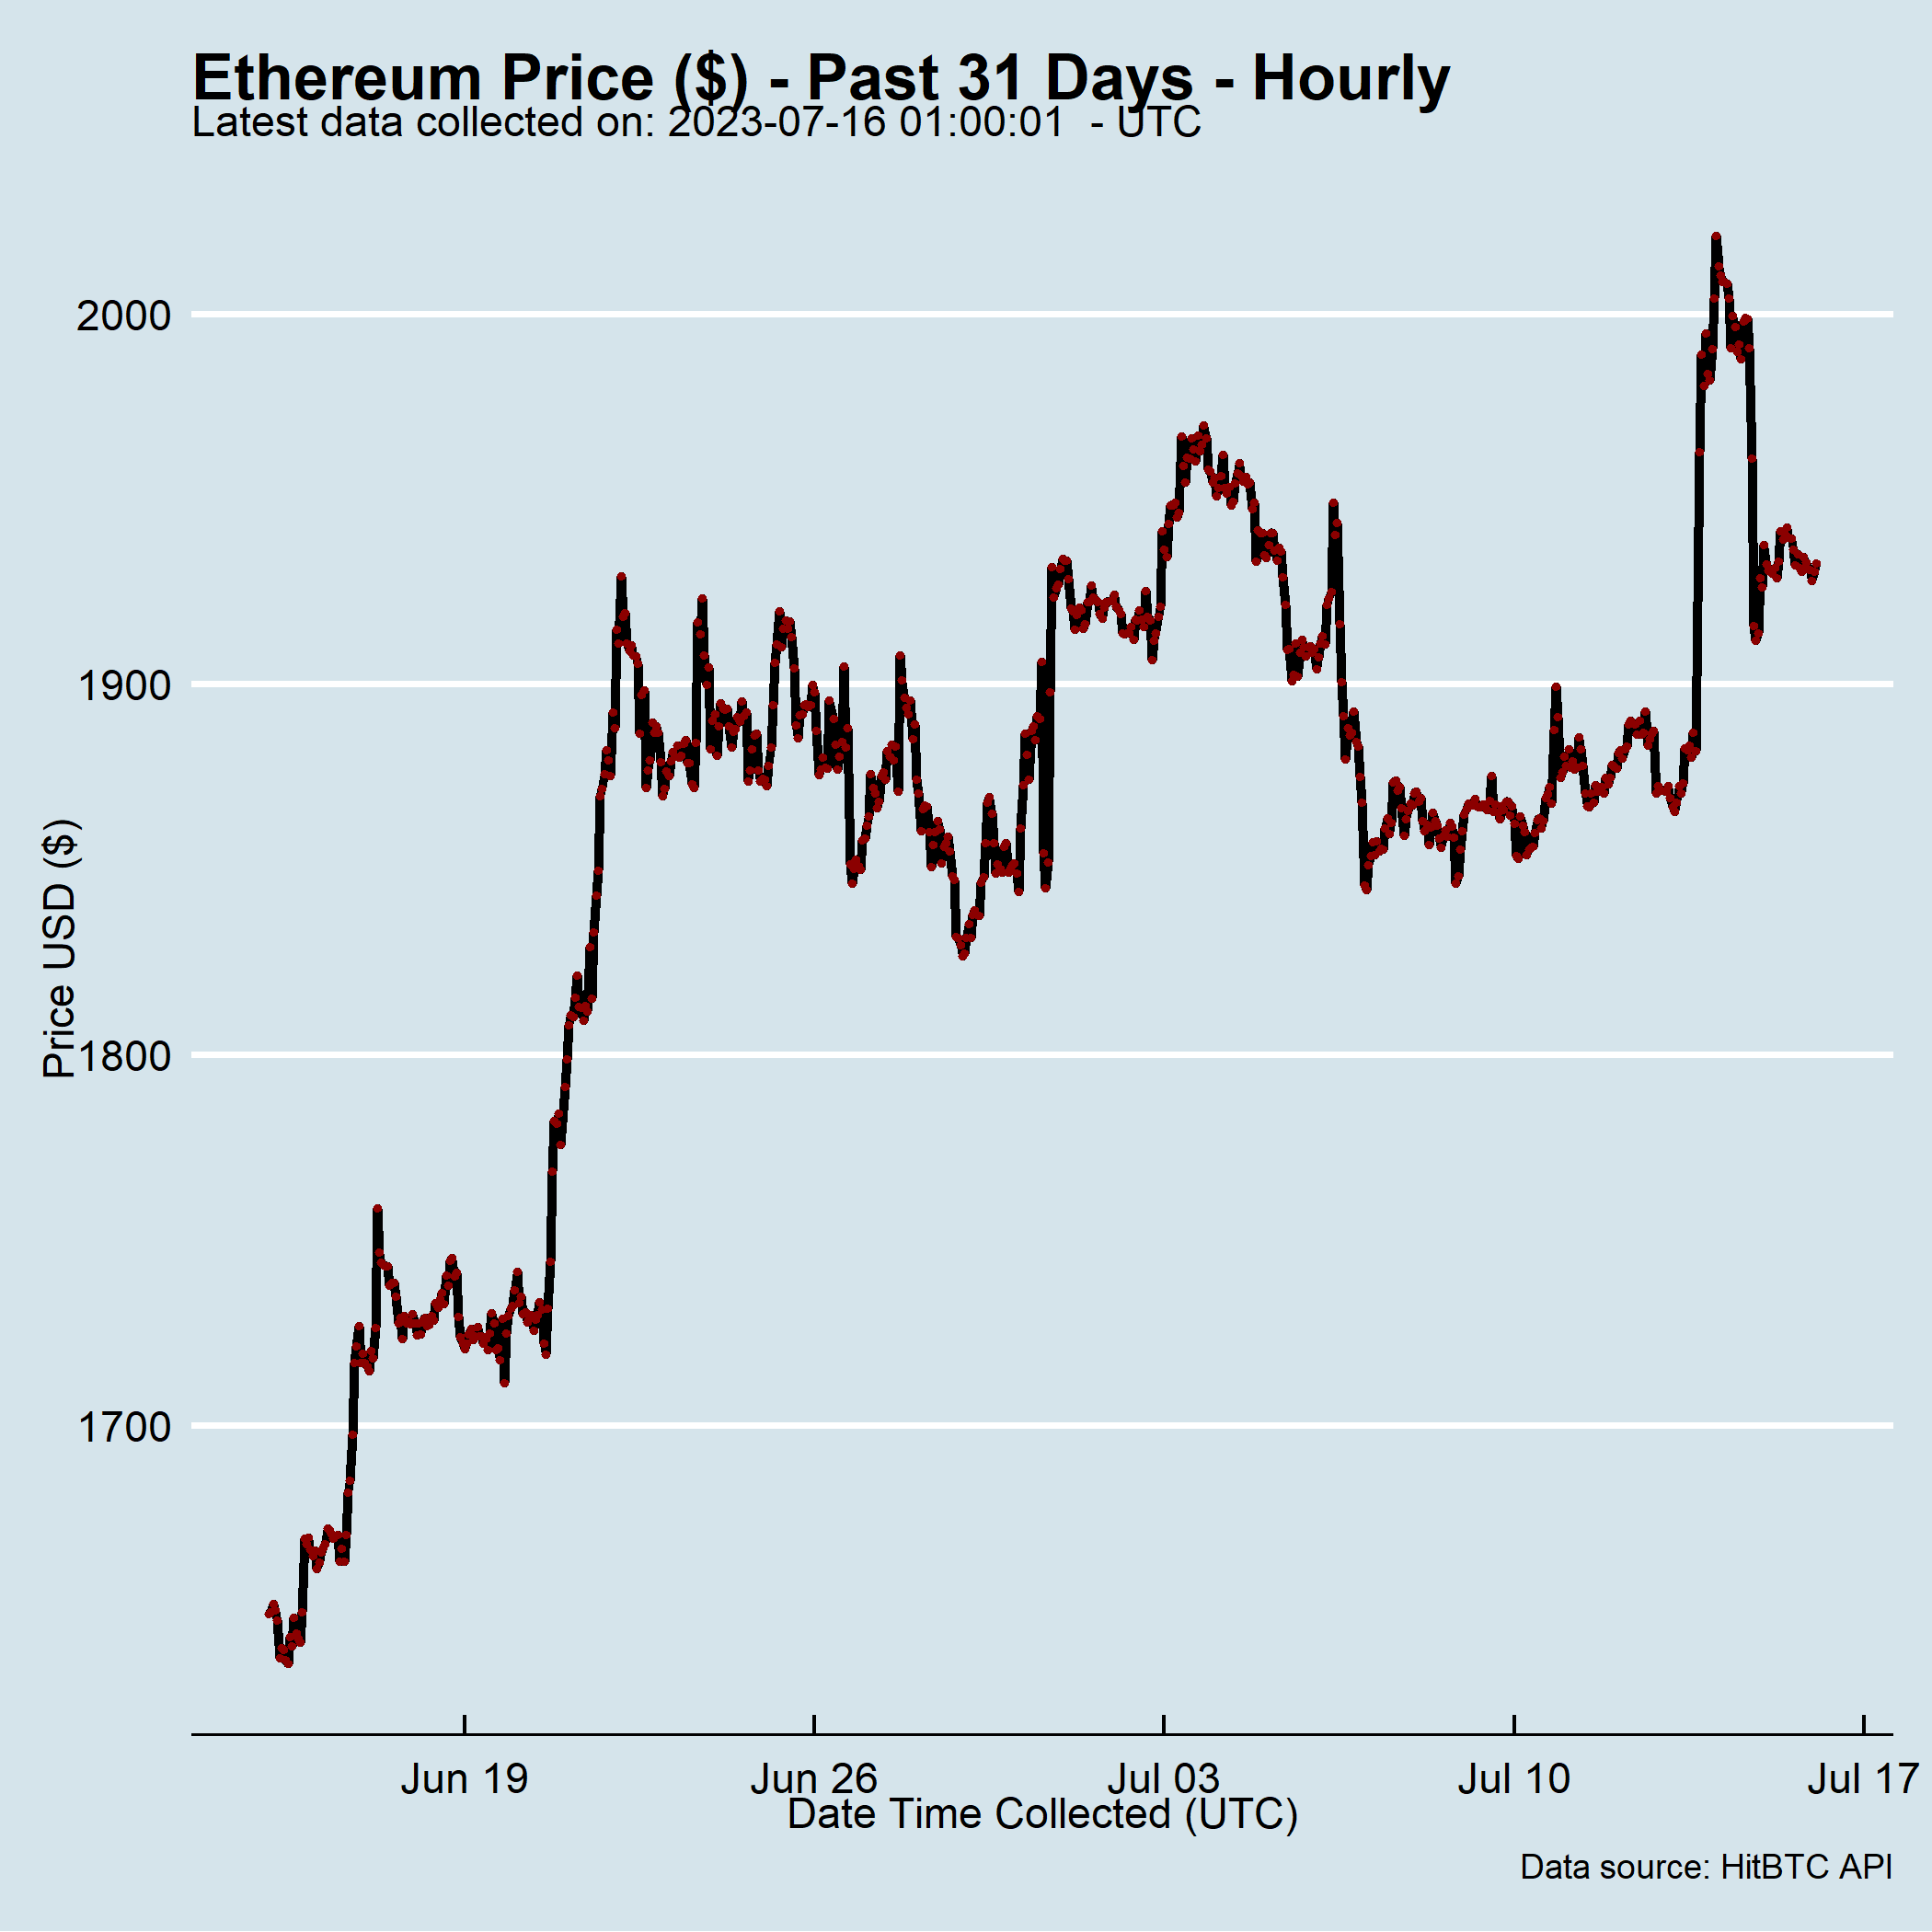 Ethereum Price ($) - Past 31 Days - Hourly
Latest data collected on: 2023-07-16 01:00:01  - UTC
Price USD ($)
2000
1900
1800
1700
Jun 19
Jun 26
Jul 03
Jul 10
Jul 17
Date Time Collected (UTC)
Data source: HitBTC API